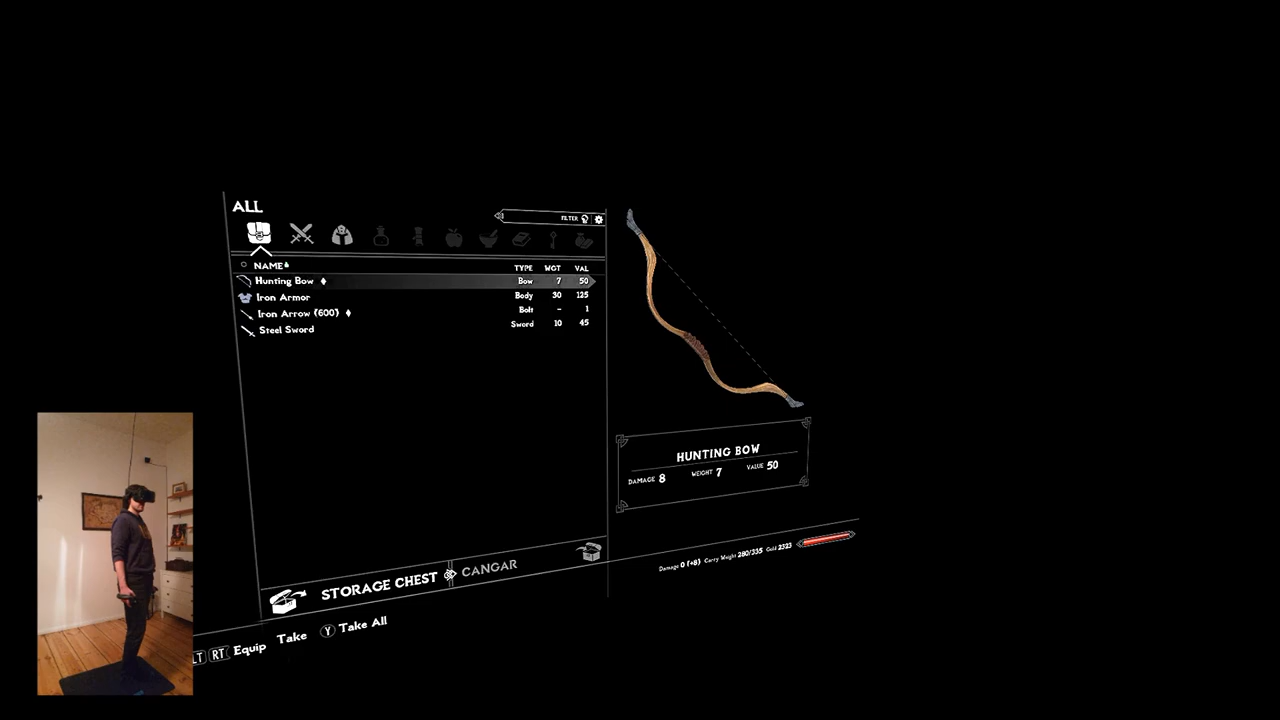 ALL
FILTER
NAME TYPE WGT VAL
Hunting Bow Bow 7 50
Iron Armor Body 30 125
Iron Arrow (600) Bolt - 1
Steel Sword Sword 10 45
HUNTING BOW
DAMAGE 8 WEIGHT 7 VALUE 50
Damage 0 (+8) Carry Weight 280/335 Gold 2323
STORAGE CHEST CANGAR
LT RT Equip Take Y Take All